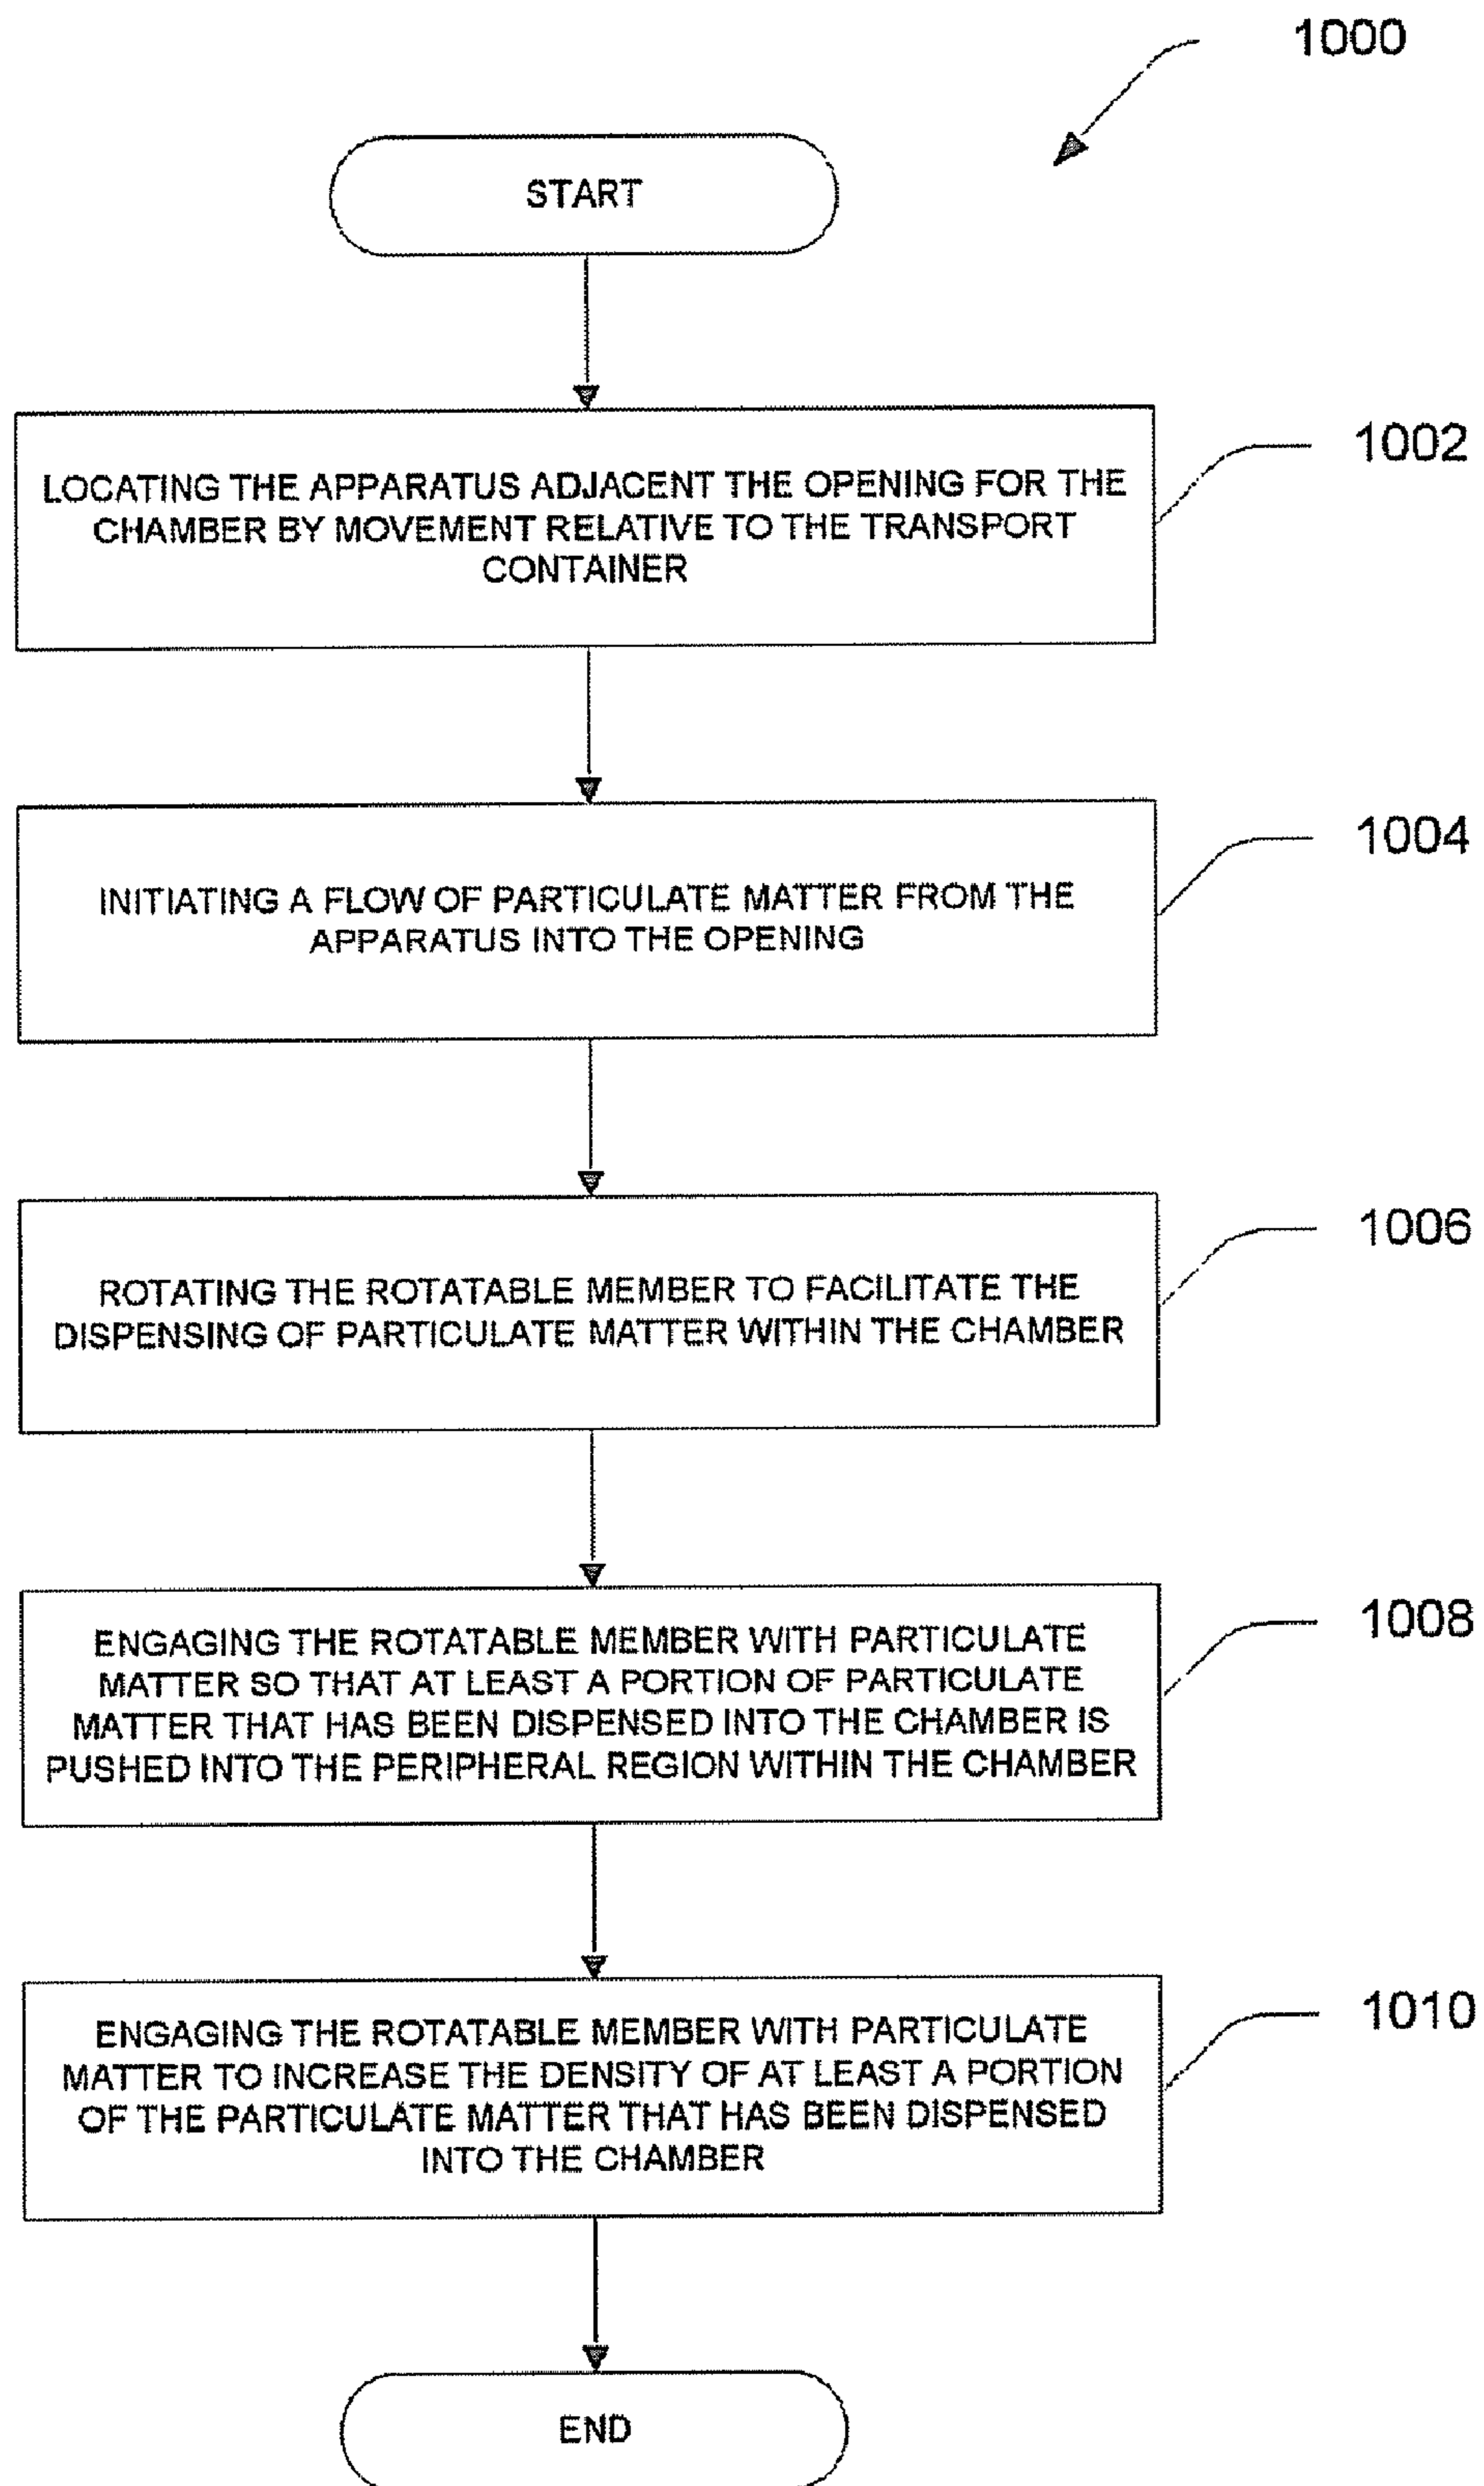 1000
START
1002
LOCATING THE APPARATUS ADJACENT THE OPENING FOR THE
CHAMBER BY MOVEMENT RELATIVE TO THE TRANSPORT
CONTAINER
1004
INITIATING A FLOW OF PARTICULATE MATTER FROM THE
APPARATUS INTO THE OPENING
1006
ROTATING THE ROTATABLE MEMBER TO FACILITATE THE
DISPENSING OF PARTICULATE MATTER WITHIN THE CHAMBER
1008
ENGAGING THE ROTATABLE MEMBER WITH PARTICULATE
MATTER SO THAT AT LEAST A PORTION OF PARTICULATE
MATTER THAT HAS BEEN DISPENSED INTO THE CHAMBER IS
PUSHED INTO THE PERIPHERAL REGION WITHIN THE CHAMBER
1010
ENGAGING THE ROTATABLE MEMBER WITH PARTICULATE
MATTER TO INCREASE THE DENSITY OF AT LEAST A PORTION
OF THE PARTICULATE MATTER THAT HAS BEEN DISPENSED
INTO THE CHAMBER
END